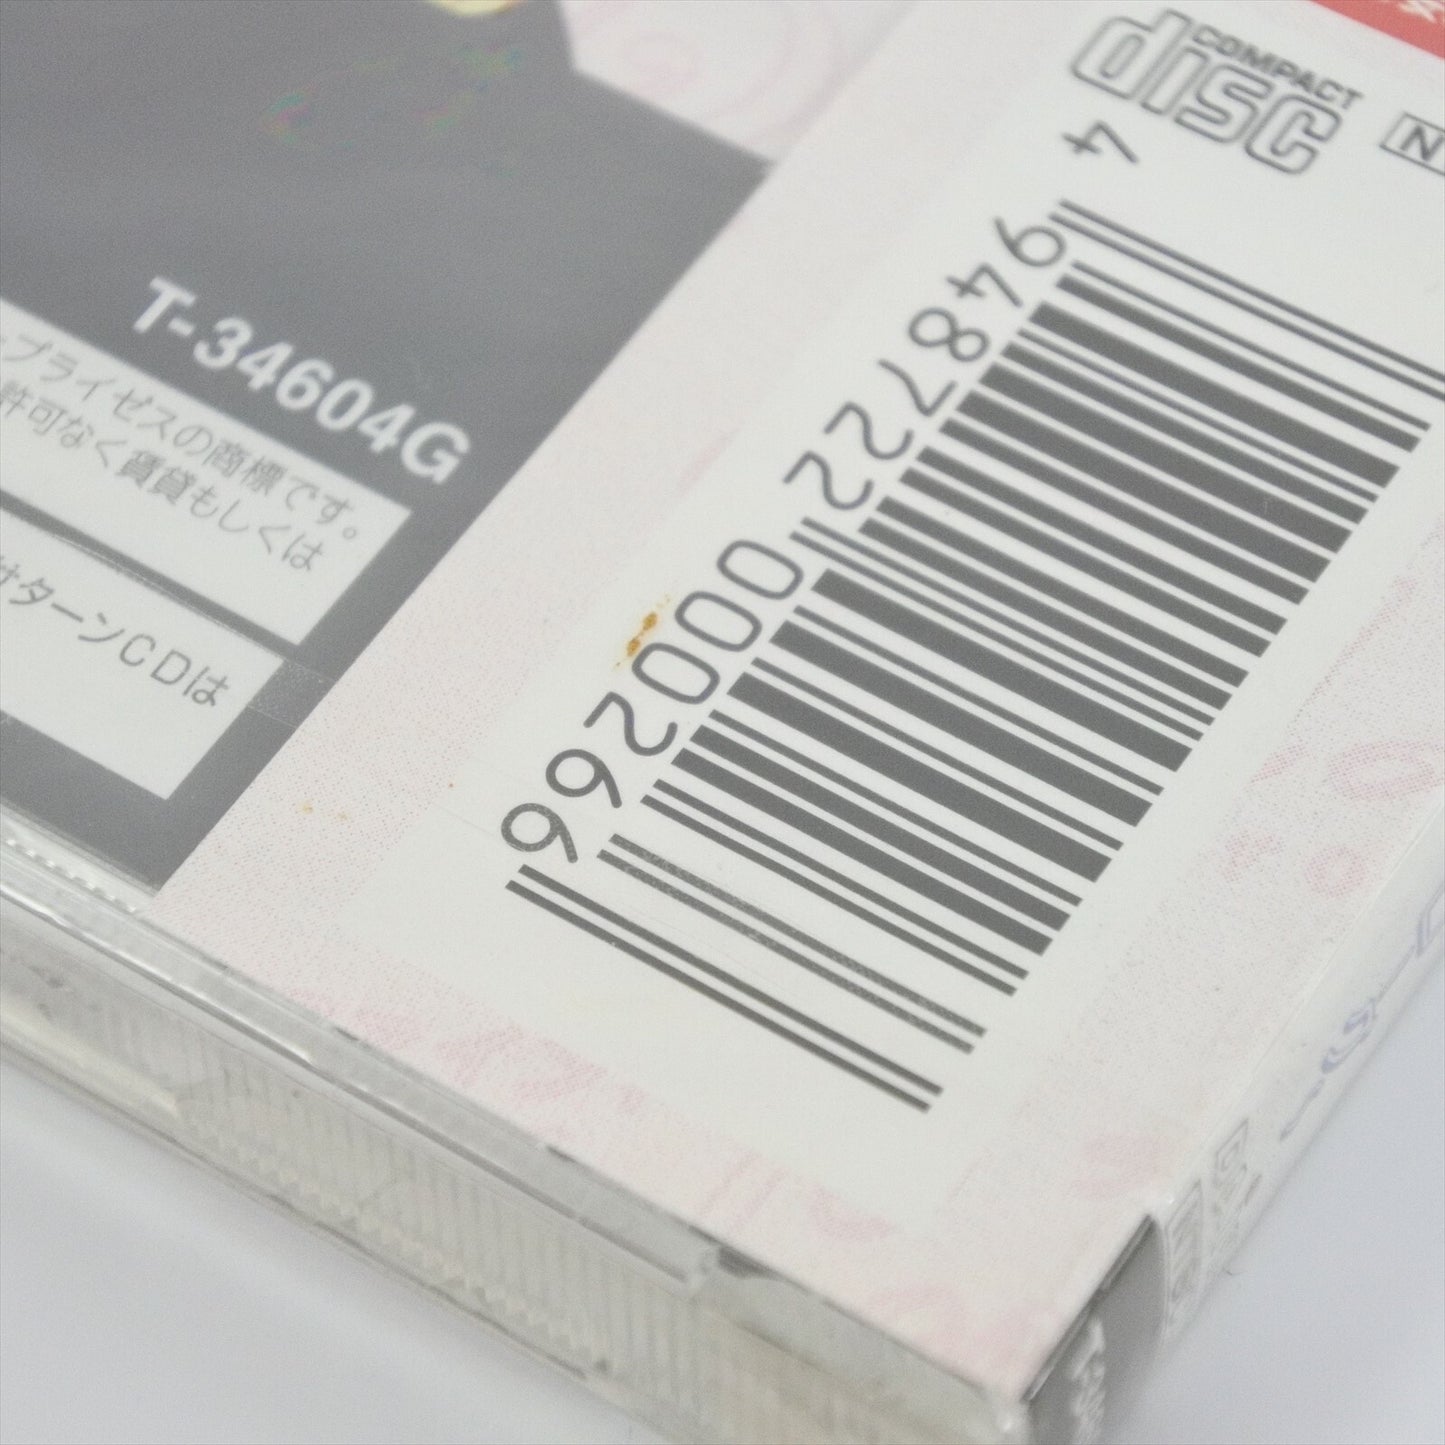 COMPACT
disc
N
4 948722 000266
T-34604G
プライゼスの商標です。
許可なく賃貸もしくは
サターンCDは